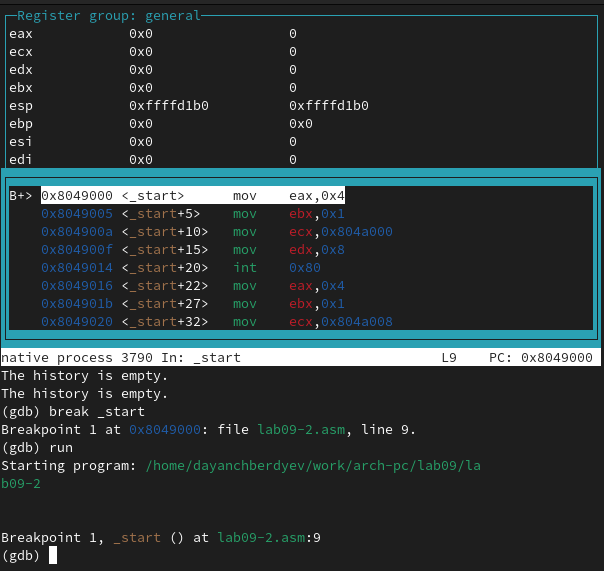 Register group: general
eax 0x0 0
ecx 0x0 0
edx 0x0 0
ebx 0x0 0
esp 0xffffd1b0 0xffffd1b0
ebp 0x0 0x0
esi 0x0 0
edi 0x0 0
B+> 0x8049000 <_start> mov eax,0x4
0x8049005 <_start+5> mov ebx,0x1
0x804900a <_start+10> mov ecx,0x804a000
0x804900f <_start+15> mov edx,0x8
0x8049014 <_start+20> int 0x80
0x8049016 <_start+22> mov eax,0x4
0x804901b <_start+27> mov ebx,0x1
0x8049020 <_start+32> mov ecx,0x804a008
native process 3790 In: _start L9 PC: 0x8049000
The history is empty.
The history is empty.
(gdb) break _start
Breakpoint 1 at 0x8049000: file lab09-2.asm, line 9.
(gdb) run
Starting program: /home/dayanchberdyev/work/arch-pc/lab09/la
b09-2
Breakpoint 1, _start () at lab09-2.asm:9
(gdb)